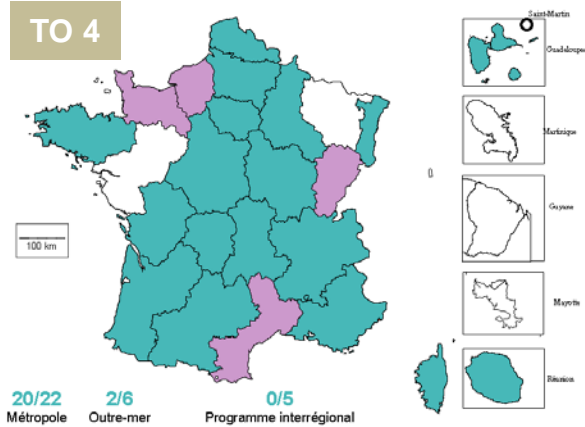 TO 4
Saint-Martin
Guadeloupe
Martinique
Guyane
100 km
Mayotte
Réunion
20/22 2/6 0/5
Métropole Outre-mer Programme interrégional